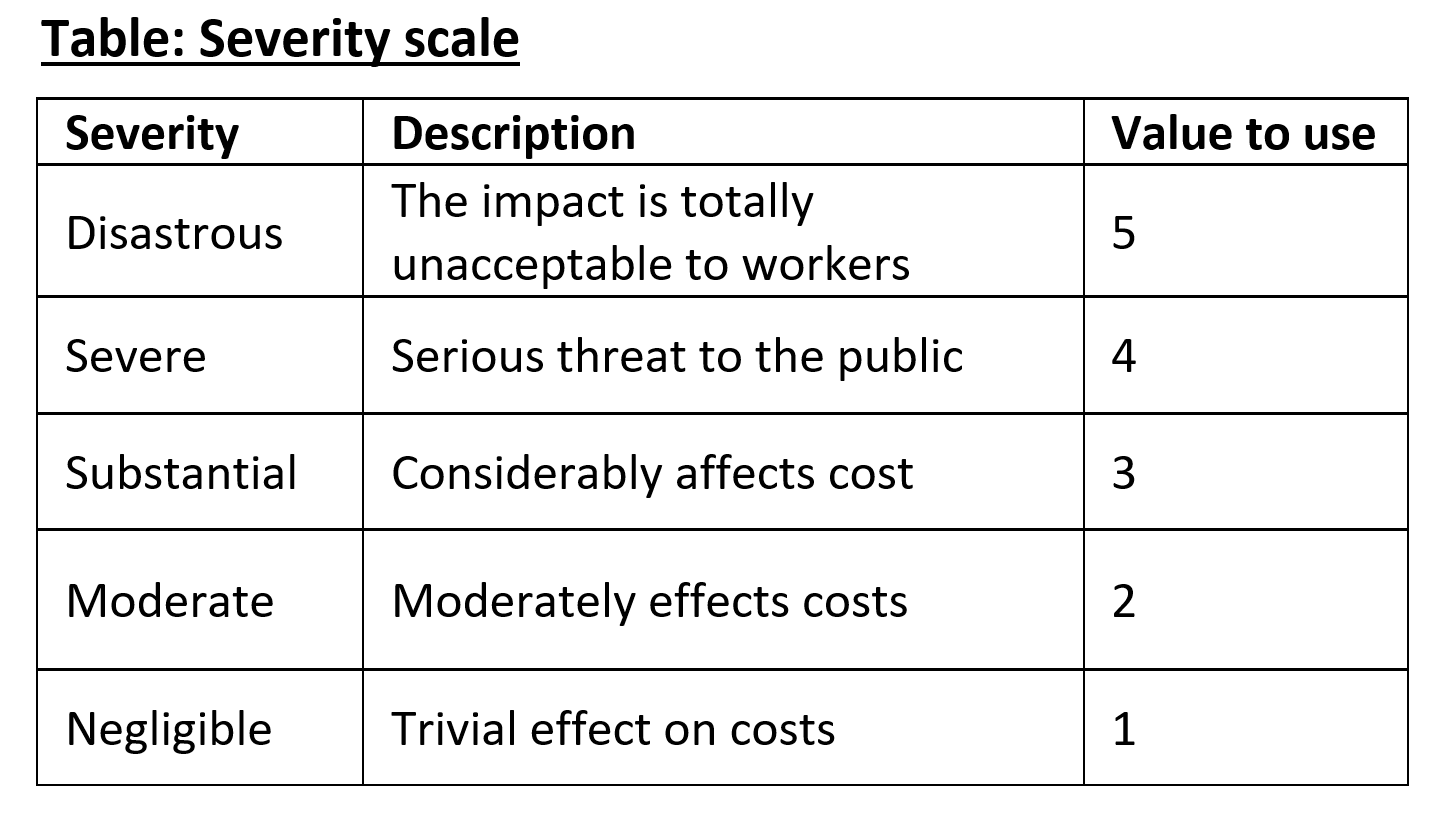 Table: Severity scale
Severity Description Value to use
The impact is totally
Disastrous 5
unacceptable to workers
Severe Serious threat to the public 4
Substantial Considerably affects cost 3
Moderate Moderately effects costs 2
Negligible Trivial effect on costs 1